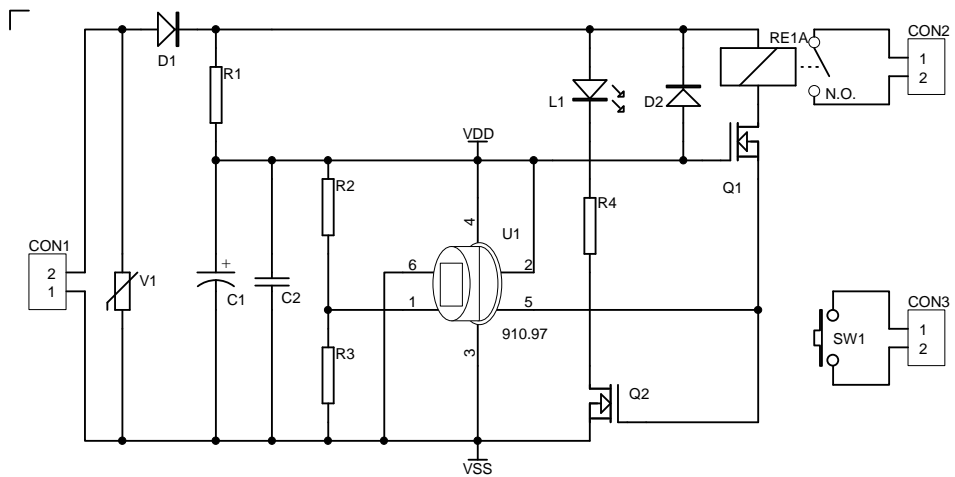 CON2
RE1A
1
2
D1
R1
L1
D2
N.O.
VDD
Q1
R2
R4
4
U1
CON1
2
1
6
2
V1
+
C1
C2
1
5
CON3
1
2
SW1
910.97
R3
3
Q2
VSS